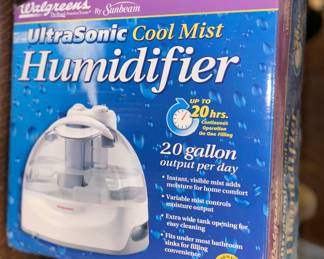 Walgreens
By Sunbeam
UltraSonic Cool Mist
Humidifier
UP TO
20 hrs.
Continuous
Operation
On One Filling
2.0 gallon
output per day
• Instant, visible mist adds
moisture for home comfort
• Variable mist controls
moisture output
• Extra wide tank opening for
easy cleaning
• Fits under most bathroom
sinks for filling
convenience